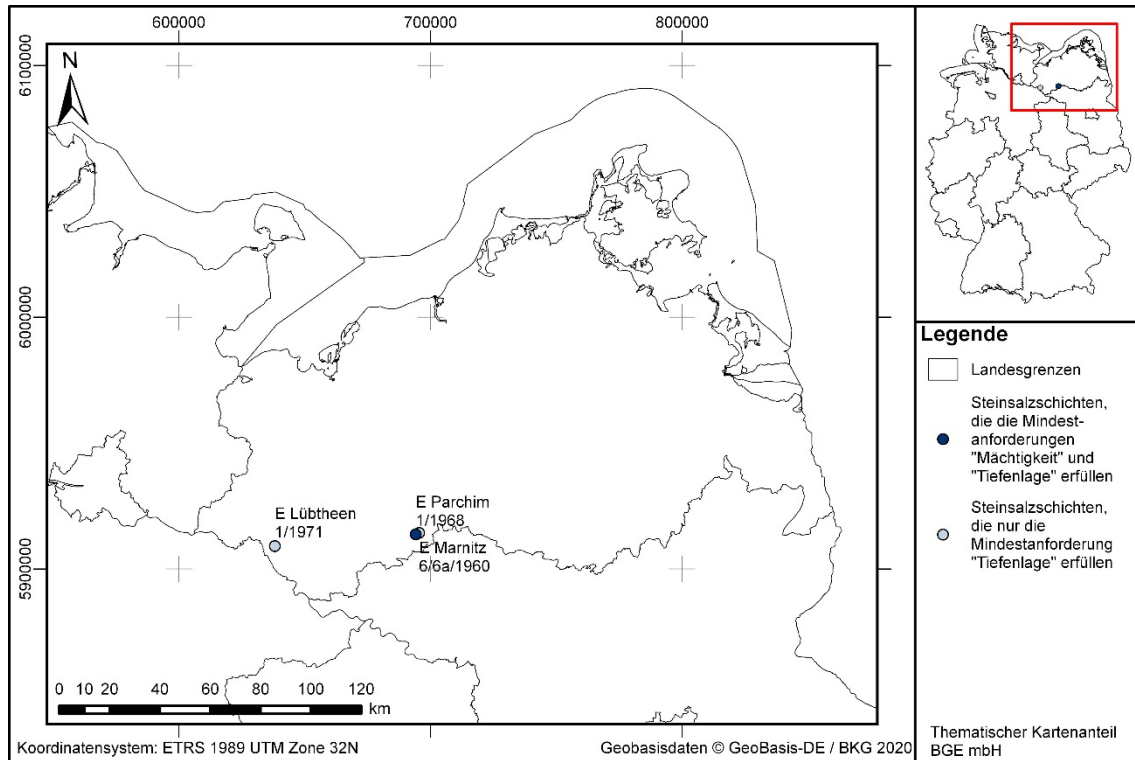 600000
700000
800000
6100000
6000000
5900000
N
E Lübtheen
1/1971
E Parchim
1/1968
E Marnitz
6/6a/1960
0 10 20 40 60 80 100 120
km
Koordinatensystem: ETRS 1989 UTM Zone 32N
Geobasisdaten © GeoBasis-DE / BKG 2020
Legende
Landesgrenzen
Steinsalzschichten,
die die Mindest-
anforderungen
"Mächtigkeit" und
"Tiefenlage" erfüllen
Steinsalzschichten,
die nur die
Mindestanforderung
"Tiefenlage" erfüllen
Thematischer Kartenanteil
BGE mbH